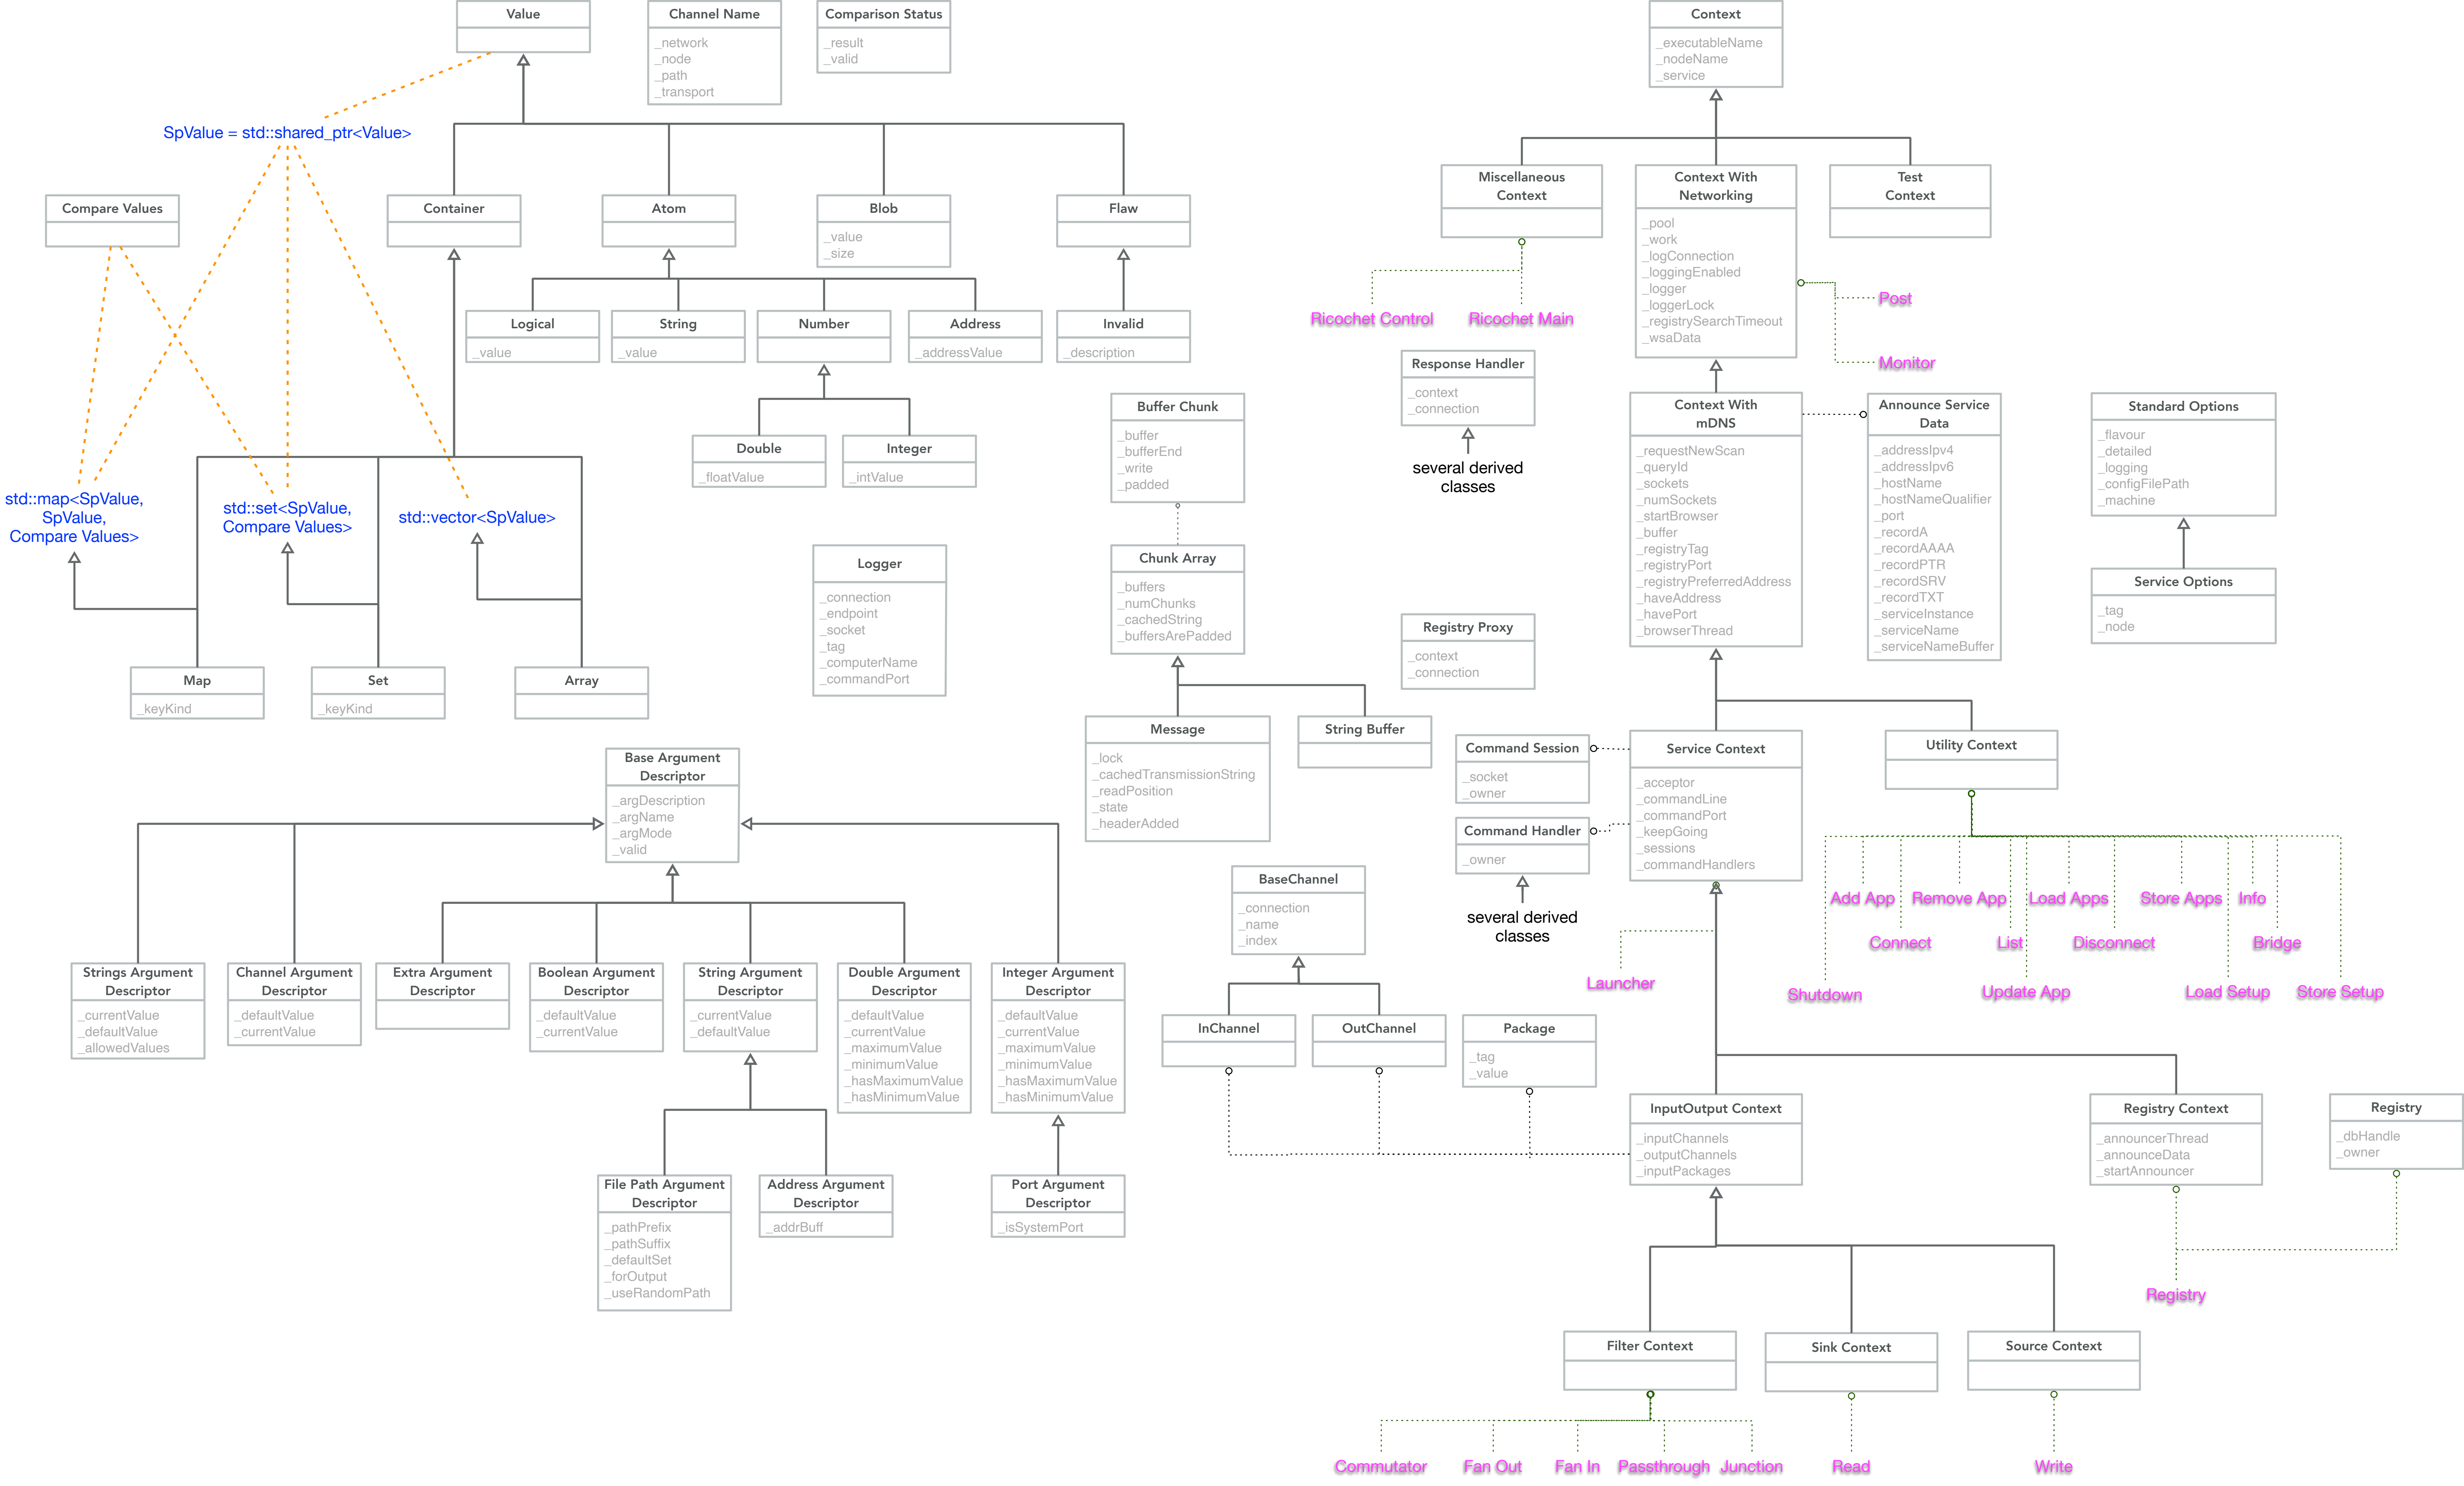 Value
Channel Name
_network
_node
_path
_transport
Comparison Status
_result
_valid
SpValue = std::shared_ptr<Value>
Compare Values
Container
Atom
Blob
_value
_size
Flaw
Logical
_value
String
_value
Number
Address
_addressValue
Invalid
_description
Double
_floatValue
Integer
_intValue
std::map<SpValue,
SpValue,
Compare Values>
std::set<SpValue,
Compare Values>
std::vector<SpValue>
Map
_keyKind
Set
_keyKind
Array
Logger
_connection
_endpoint
_socket
_tag
_computerName
_commandPort
Buffer Chunk
_buffer
_bufferEnd
_write
_padded
Chunk Array
_buffers
_numChunks
_cachedString
_buffersArePadded
Message
_lock
_cachedTransmissionString
_readPosition
_state
_headerAdded
String Buffer
Base Argument
Descriptor
_argDescription
_argName
_argMode
_valid
Strings Argument
Descriptor
_currentValue
_defaultValue
_allowedValues
Channel Argument
Descriptor
_defaultValue
_currentValue
Extra Argument
Descriptor
Boolean Argument
Descriptor
_defaultValue
_currentValue
String Argument
Descriptor
_currentValue
_defaultValue
Double Argument
Descriptor
_defaultValue
_currentValue
_maximumValue
_minimumValue
_hasMaximumValue
_hasMinimumValue
Integer Argument
Descriptor
_defaultValue
_currentValue
_maximumValue
_minimumValue
_hasMaximumValue
_hasMinimumValue
File Path Argument
Descriptor
_pathPrefix
_pathSuffix
_defaultSet
_forOutput
_useRandomPath
Address Argument
Descriptor
_addrBuff
Port Argument
Descriptor
_isSystemPort
Context
_executableName
_nodeName
_service
Miscellaneous
Context
Context With
Networking
_pool
_work
_logConnection
_loggingEnabled
_logger
_loggerLock
_registrySearchTimeout
_wsaData
Test
Context
Ricochet Control
Ricochet Main
Post
Monitor
Response Handler
_context
_connection
several derived
classes
Context With
mDNS
_requestNewScan
_queryId
_sockets
_numSockets
_startBrowser
_buffer
_registryTag
_registryPort
_registryPreferredAddress
_haveAddress
_havePort
_browserThread
Announce Service
Data
_addressIpv4
_addressIpv6
_hostName
_hostNameQualifier
_port
_recordA
_recordAAAA
_recordPTR
_recordSRV
_recordTXT
_serviceInstance
_serviceName
_serviceNameBuffer
Standard Options
_flavour
_detailed
_logging
_configFilePath
_machine
Service Options
_tag
_node
Registry Proxy
_context
_connection
Command Session
_socket
_owner
Command Handler
_owner
several derived
classes
Service Context
_acceptor
_commandLine
_commandPort
_keepGoing
_sessions
_commandHandlers
Utility Context
Add App
Remove App
Load Apps
Store Apps
Info
Connect
List
Disconnect
Bridge
Shutdown
Update App
Load Setup
Store Setup
Launcher
BaseChannel
_connection
_name
_index
InChannel
OutChannel
Package
_tag
_value
InputOutput Context
_inputChannels
_outputChannels
_inputPackages
Registry Context
_announcerThread
_announceData
_startAnnouncer
Registry
_dbHandle
_owner
Registry
Filter Context
Sink Context
Source Context
Commutator
Fan Out
Fan In
Passthrough
Junction
Read
Write